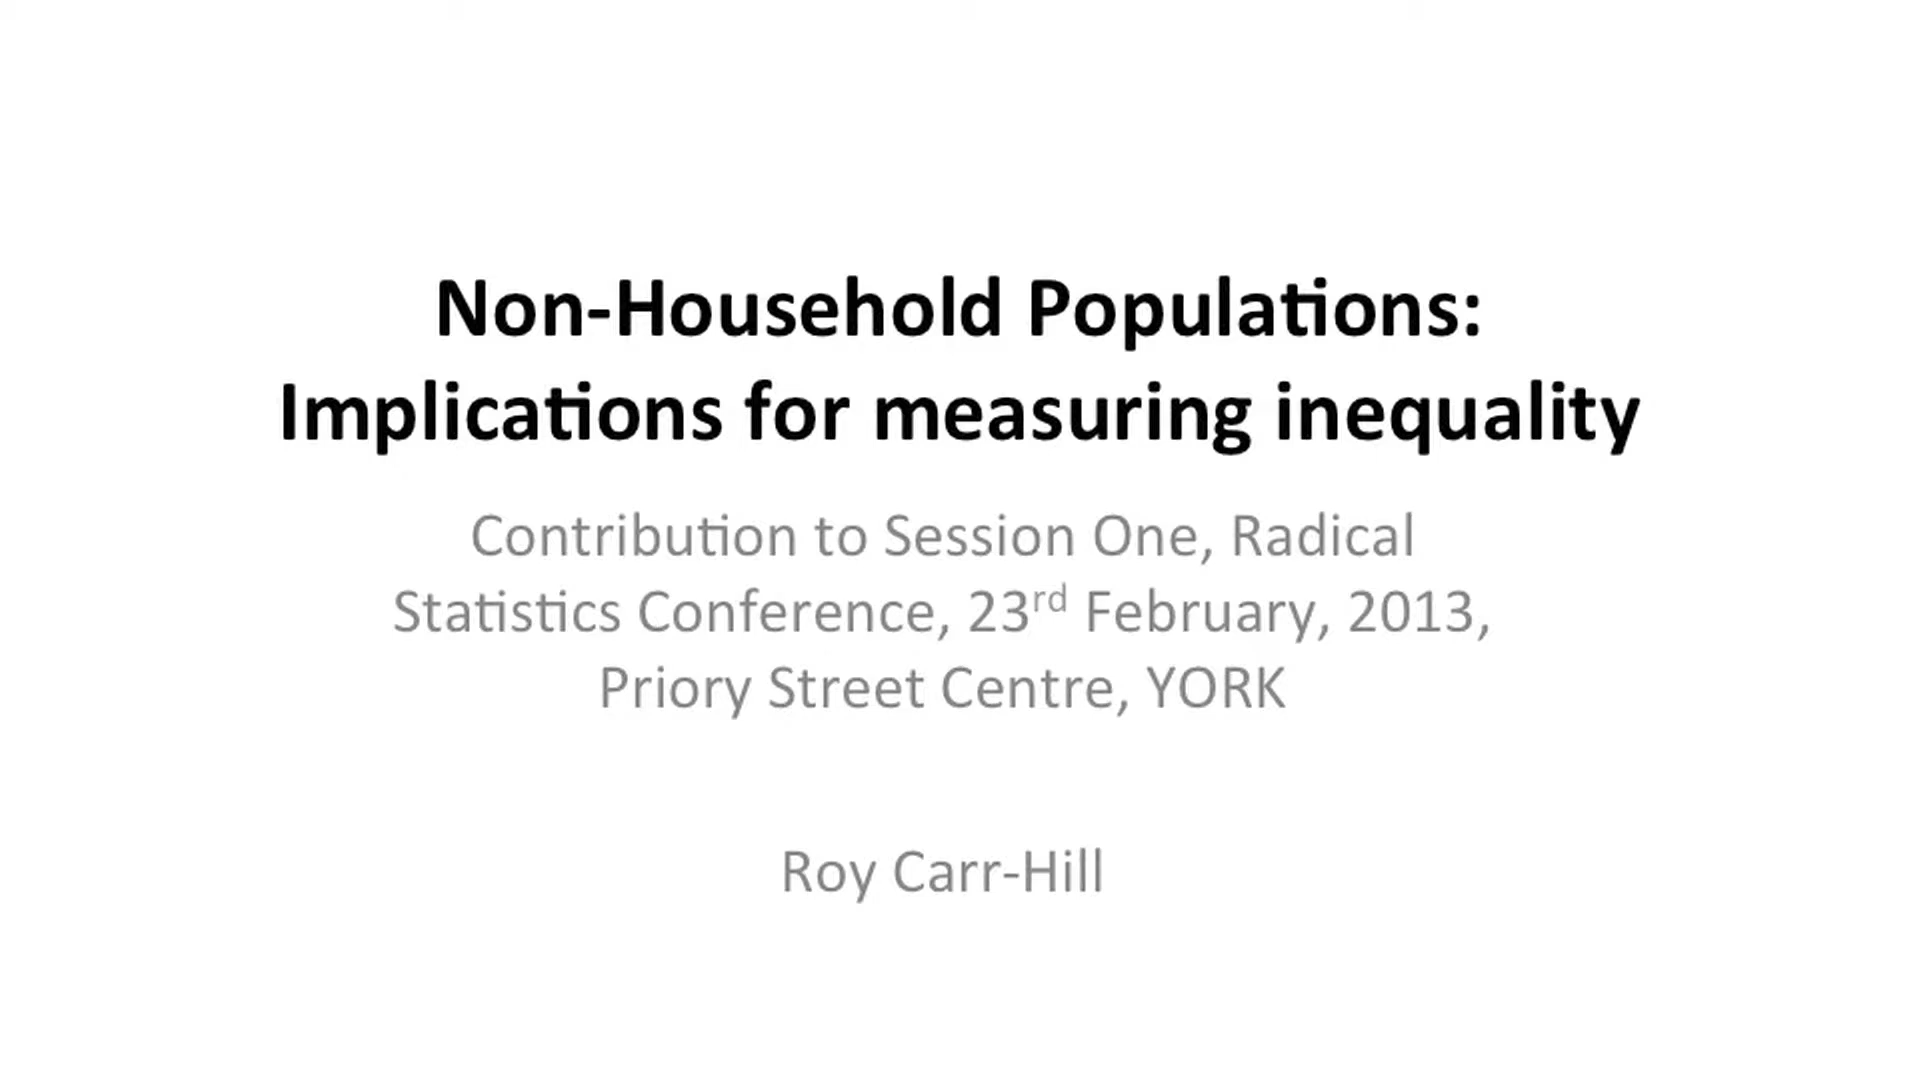 Non-Household Populations:
Implications for measuring inequality
Contribution to Session One, Radical
Statistics Conference, 23rd February, 2013,
Priory Street Centre, YORK
Roy Carr-Hill